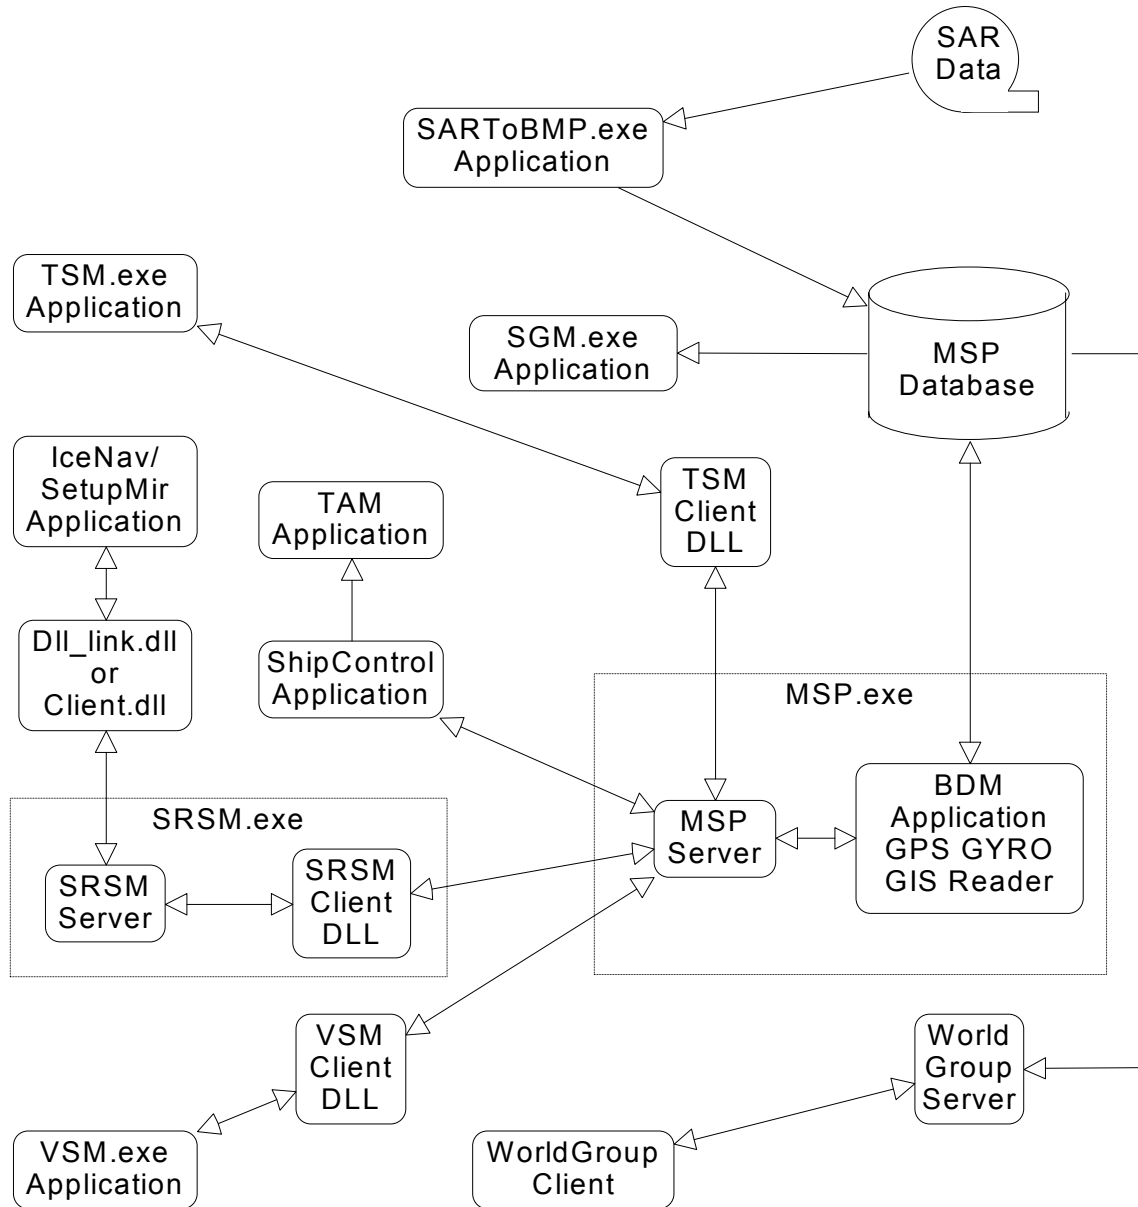 SAR
Data
SARToBMP.exe
Application
TSM.exe
Application
SGM.exe
Application
MSP
Database
IceNav/
SetupMir
Application
TAM
Application
TSM
Client
DLL
Dll_link.dll
or
Client.dll
ShipControl
Application
MSP.exe
SRSM.exe
MSP
Server
BDM
Application
GPS GYRO
GIS Reader
SRSM
Server
SRSM
Client
DLL
VSM
Client
DLL
World
Group
Server
VSM.exe
Application
WorldGroup
Client